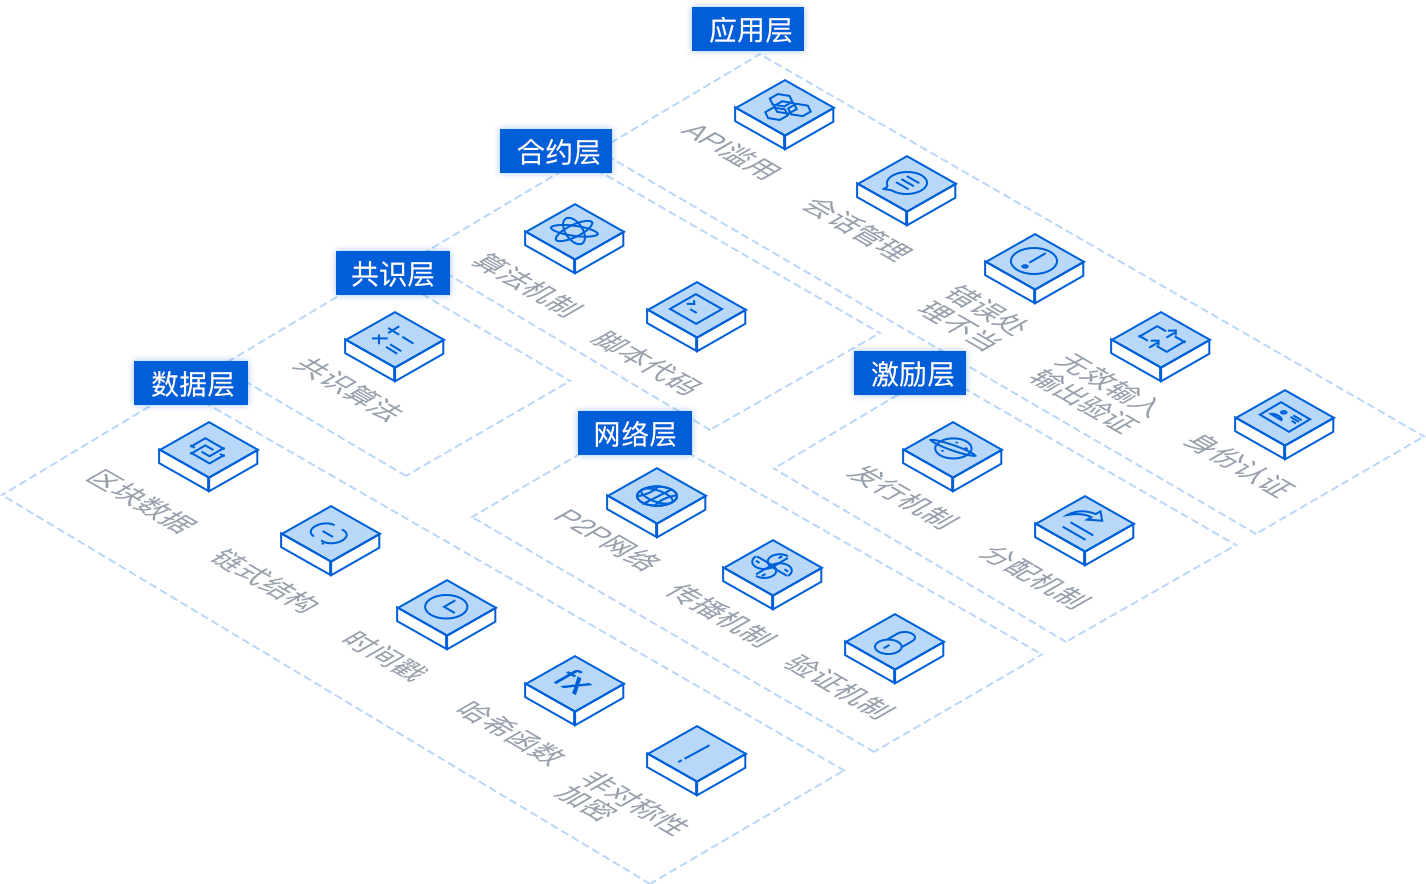 应用层
API滥用
会话管理
错误处
理不当
无效输入
输出验证
身份认证
合约层
算法机制
脚本代码
激励层
发行机制
分配机制
共识层
共识算法
网络层
P2P网络
传播机制
验证机制
数据层
区块数据
链式结构
时间戳
哈希函数
fx
非对称性
加密